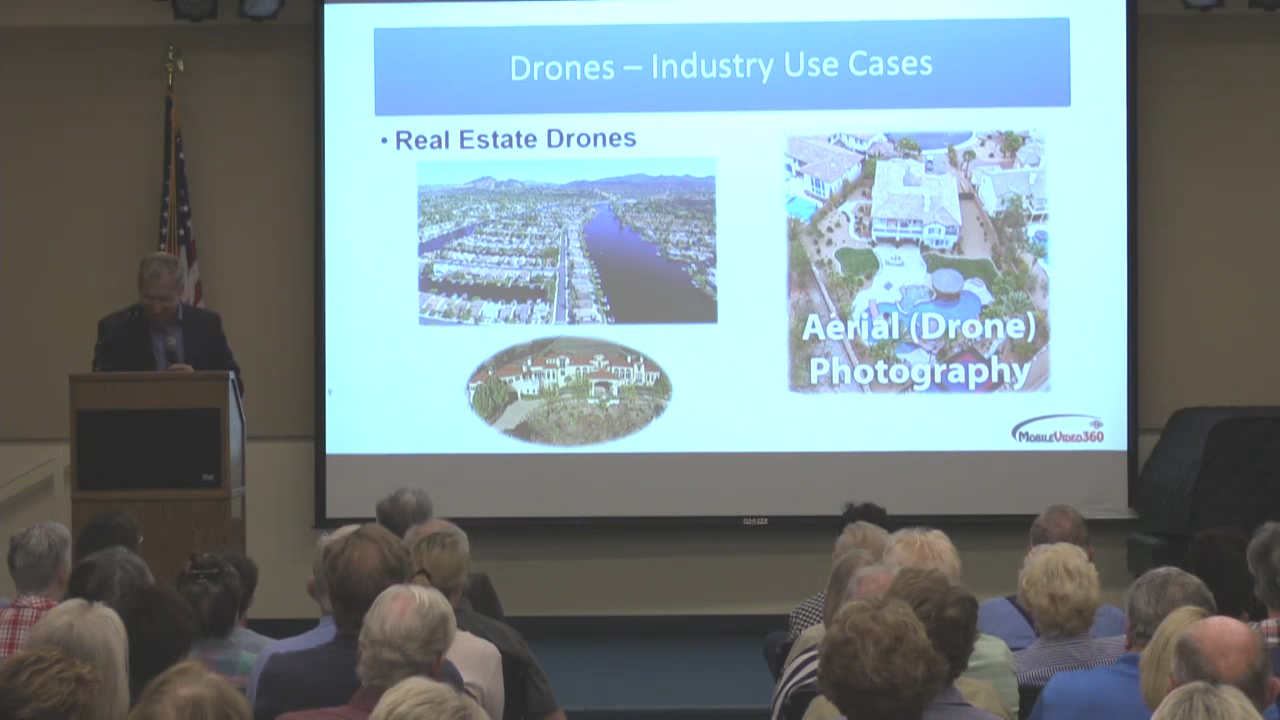 Drones – Industry Use Cases
• Real Estate Drones
Aerial (Drone)
Photography
MOBILEVIDEO360